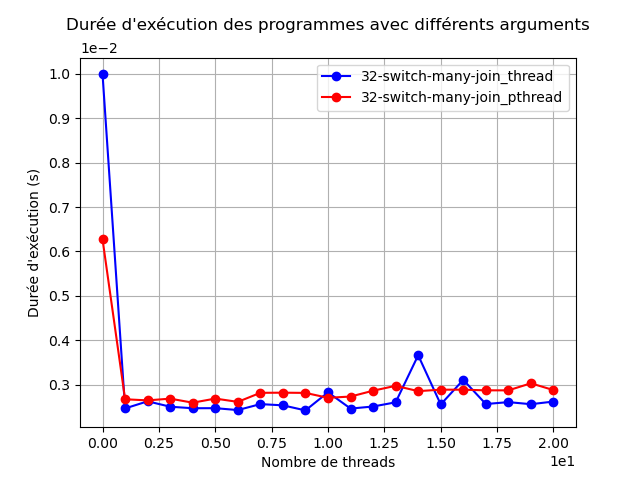 Durée d'exécution des programmes avec différents arguments
1e−2
32-switch-many-join_thread
32-switch-many-join_pthread
1.0
0.9
0.8
0.7
0.6
0.5
0.4
0.3
Durée d'exécution (s)
0.00 0.25 0.50 0.75 1.00 1.25 1.50 1.75 2.00
1e1
Nombre de threads